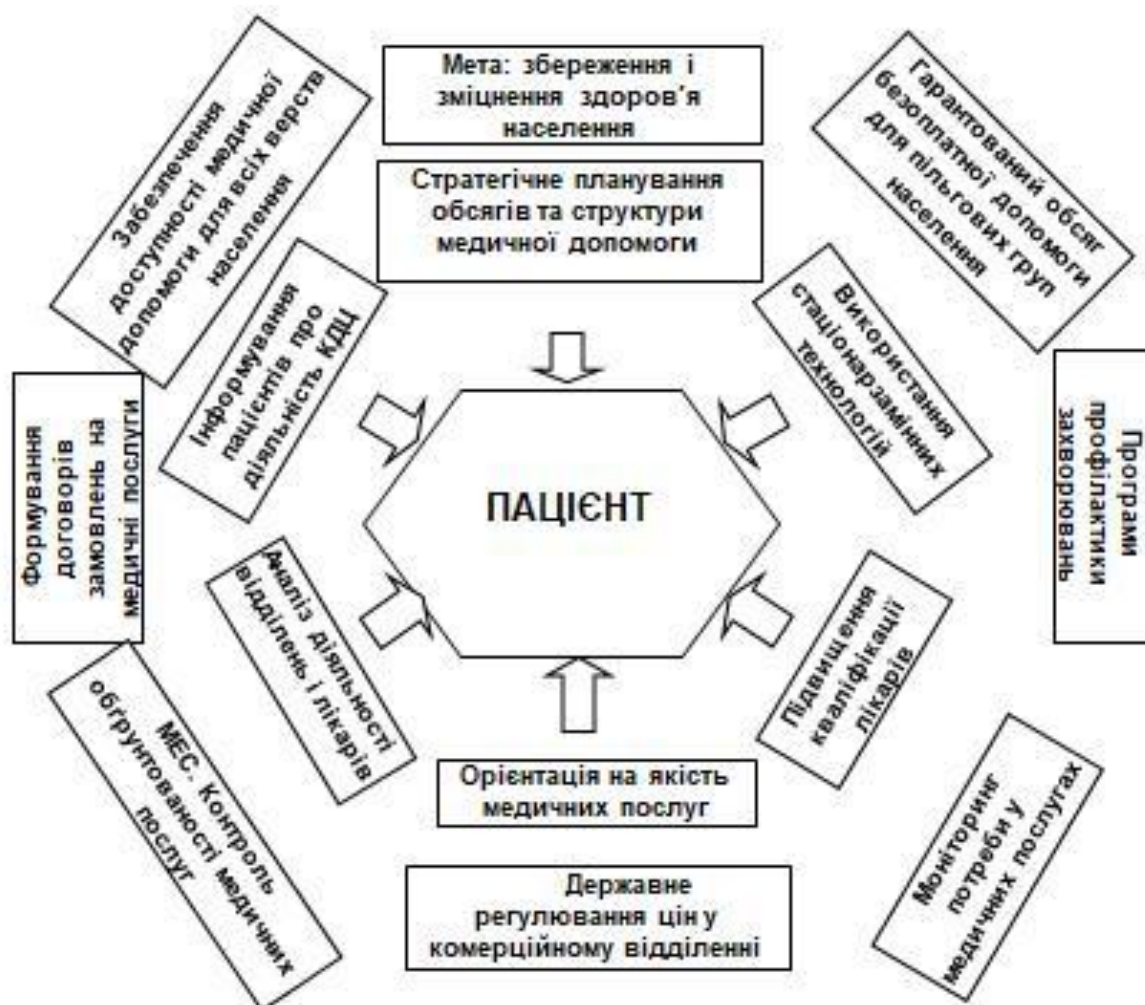 Мета: збереження і
зміцнення здоров'я
населення
Стратегічне планування
обсягів та структури
медичної допомоги
Забезпечення
доступності медичної
допомоги для всіх верств
населення
Гарантований обсяг
безоплатної допомоги
для пільгових груп
населення
Інформування
пацієнтів про
діяльність КДЦ
Використання
стаціонарзамінних
технологій
Формування
договорів
замовлень на
медичні послуги
ПАЦІЄНТ
Програми
профілактики
захворювань
Аналіз діяльності
відділень і лікарів
Підвищення
кваліфікації
лікарів
МЕС. Контроль
обґрунтованості медичних
послуг
Орієнтація на якість
медичних послуг
Моніторинг
потреби у
медичних послугах
Державне
регулювання цін у
комерційному відділенні